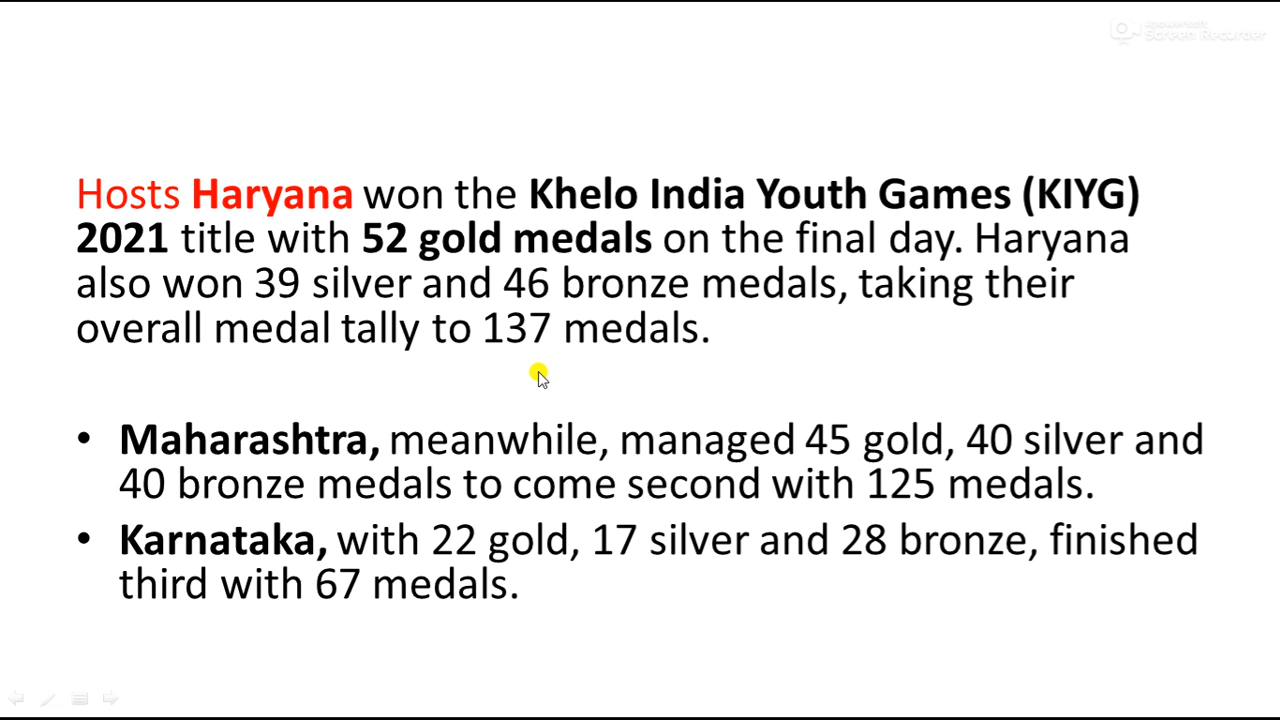 Apowersoft
Screen Recorder
Hosts Haryana won the Khelo India Youth Games (KIYG)
2021 title with 52 gold medals on the final day. Haryana
also won 39 silver and 46 bronze medals, taking their
overall medal tally to 137 medals.
• Maharashtra, meanwhile, managed 45 gold, 40 silver and
40 bronze medals to come second with 125 medals.
• Karnataka, with 22 gold, 17 silver and 28 bronze, finished
third with 67 medals.